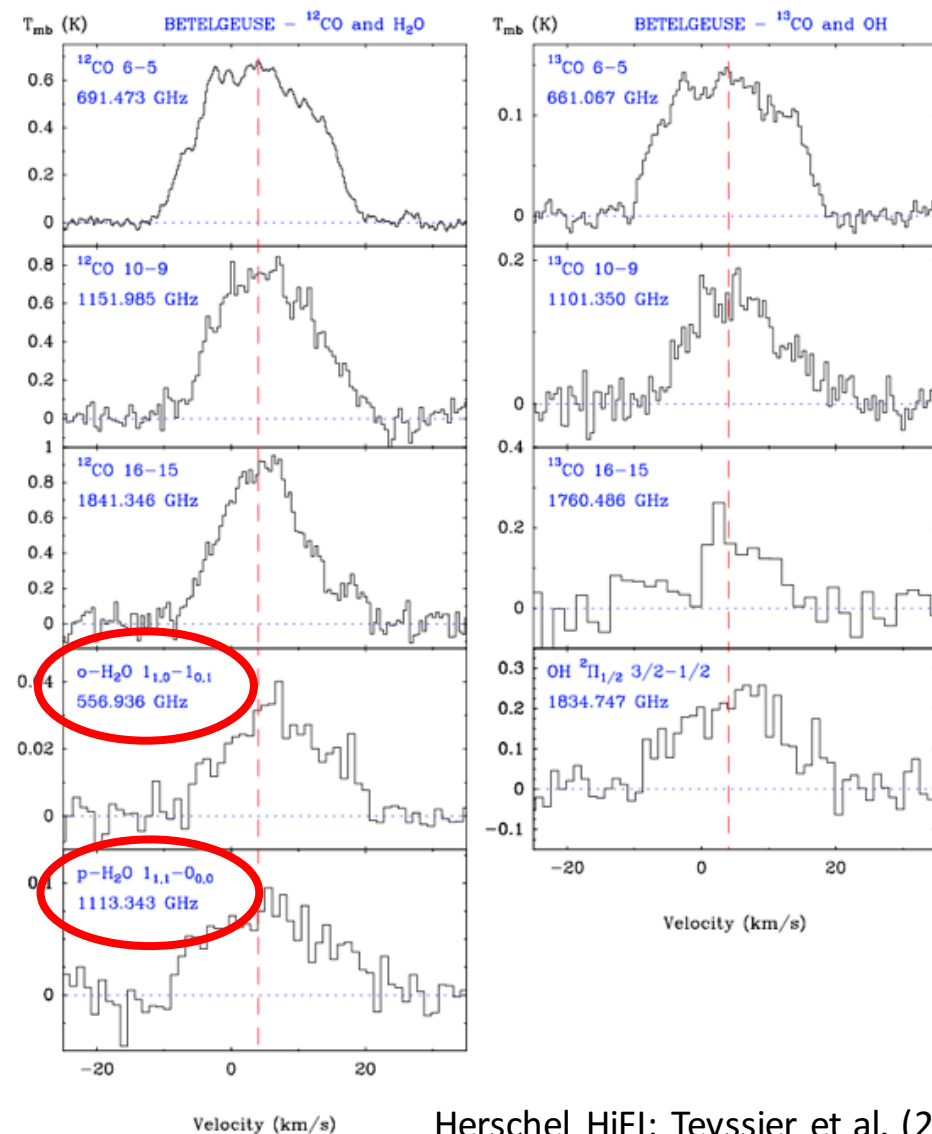 T_mb (K) BETELGEUSE − ¹²CO and H₂O
¹²CO 6−5
691.473 GHz
0.6
0.4
0.2
0
¹²CO 10−9
1151.985 GHz
0.8
0.6
0.4
0.2
0
1
¹²CO 16−15
1841.346 GHz
0.8
0.6
0.4
0.2
0
o−H₂O 1₁,₀−1₀,₁
556.936 GHz
0.02
0
p−H₂O 1₁,₁−0₀,₀
1113.343 GHz
0
−20 0 20
Velocity (km/s)
T_mb (K) BETELGEUSE − ¹³CO and OH
¹³CO 6−5
661.067 GHz
0.1
0
0.2
¹³CO 10−9
1101.350 GHz
0
0.4
¹³CO 16−15
1760.486 GHz
0.2
0
OH ²Π₁/₂ 3/2−1/2
1834.747 GHz
0.3
0.2
0.1
0
−0.1
−20 0 20
Velocity (km/s)
Herschel HiFI: Teyssier et al. (2